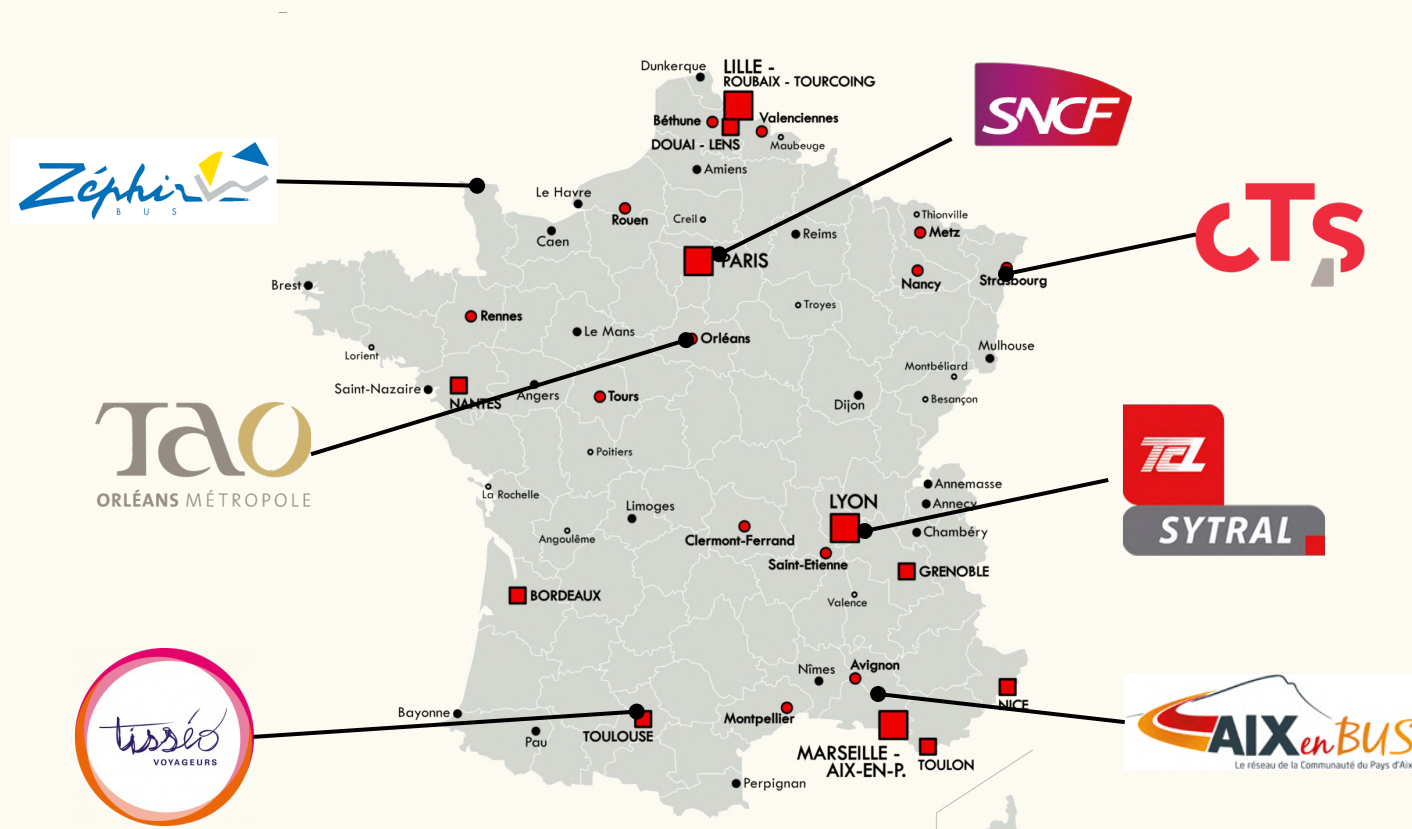 Dunkerque
LILLE -
ROUBAIX - TOURCOING
SNCF
Béthune
Valenciennes
DOUAI - LENS
Maubeuge
Zéphir
BUS
Amiens
Le Havre
Rouen
Creil
Thionville
Metz
CTS
Caen
Reims
PARIS
Nancy
Strasbourg
Brest
Troyes
Rennes
Le Mans
Orléans
Lorient
Mulhouse
Montbéliard
Saint-Nazaire
NANTES
Angers
Tours
Dijon
Besançon
TAO
ORLÉANS MÉTROPOLE
TCL
SYTRAL
Poitiers
La Rochelle
Annemasse
Annecy
LYON
Limoges
Chambéry
Angoulême
Clermont-Ferrand
Saint-Etienne
GRENOBLE
BORDEAUX
Valence
Nîmes
Avignon
NICE
Bayonne
Pau
TOULOUSE
Montpellier
MARSEILLE -
AIX-EN-P.
TOULON
AIX en BUS
Le réseau de la Communauté du Pays d'Aix
tisséo
VOYAGEURS
Perpignan